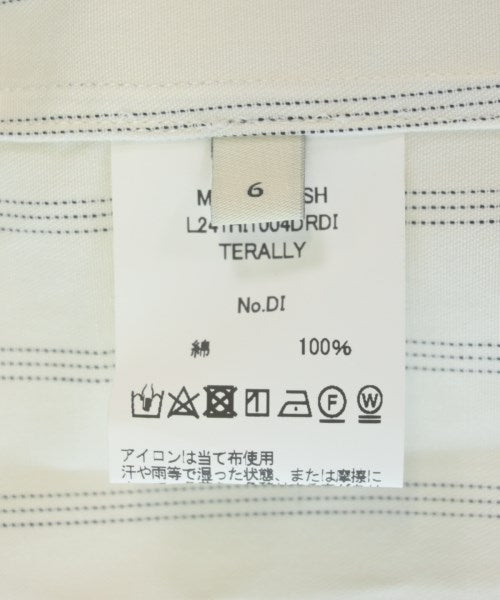 6
TERALLY
No.DI
綿 100%
F W
アイロンは当て布使用
汗や雨等で湿った状態、または摩擦に